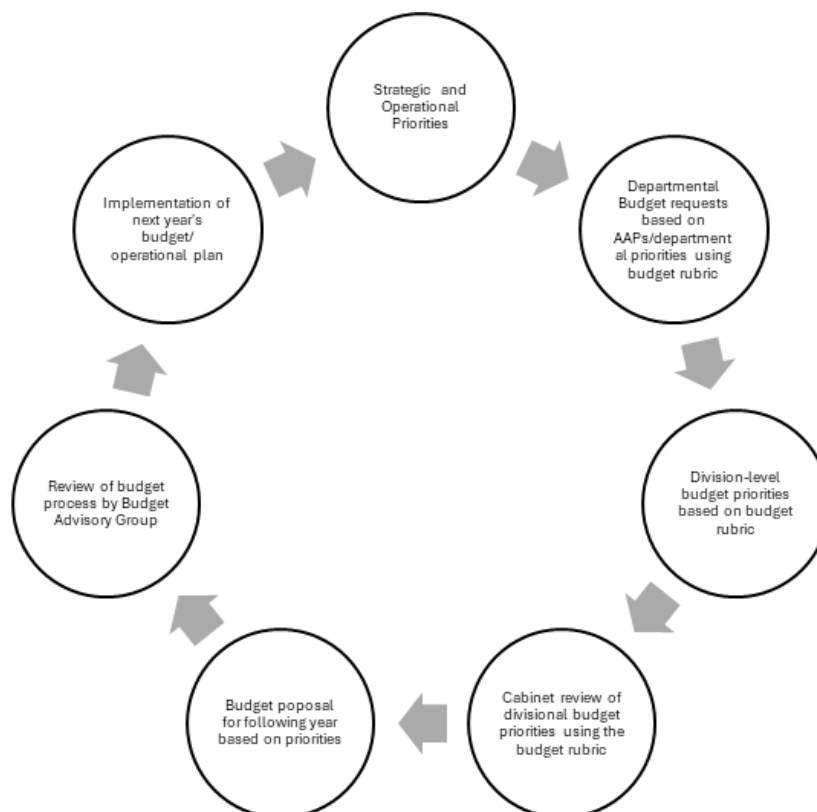 Strategic and
Operational
Priorities
Departmental
Budget requests
based on
AAPs/department
al priorities using
budget rubric
Division-level
budget priorities
based on budget
rubric
Cabinet review of
divisional budget
priorities using the
budget rubric
Budget poposal
for following year
based on priorities
Review of budget
process by Budget
Advisory Group
Implementation of
next year's
budget/
operational plan